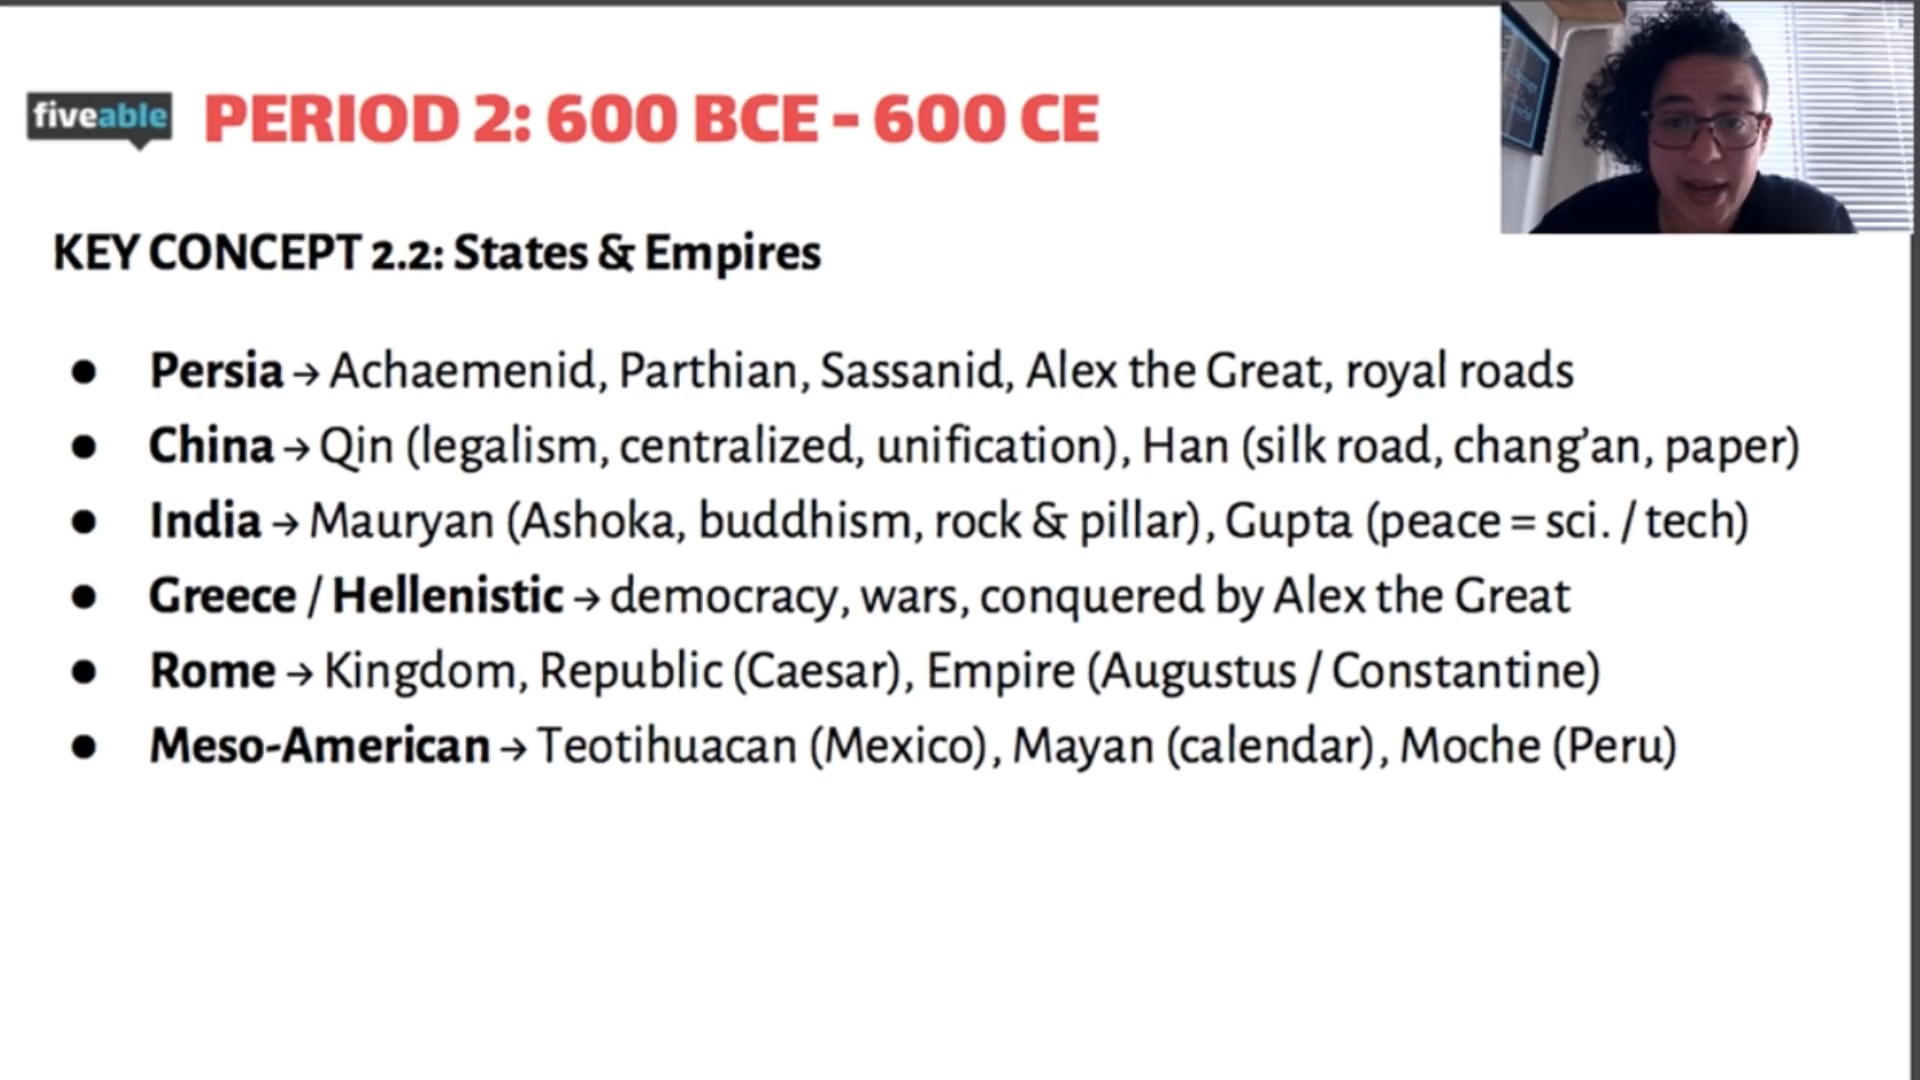 fiveable
PERIOD 2: 600 BCE - 600 CE
KEY CONCEPT 2.2: States & Empires
● Persia → Achaemenid, Parthian, Sassanid, Alex the Great, royal roads
● China → Qin (legalism, centralized, unification), Han (silk road, chang’an, paper)
● India → Mauryan (Ashoka, buddhism, rock & pillar), Gupta (peace = sci. / tech)
● Greece / Hellenistic → democracy, wars, conquered by Alex the Great
● Rome → Kingdom, Republic (Caesar), Empire (Augustus / Constantine)
● Meso-American → Teotihuacan (Mexico), Mayan (calendar), Moche (Peru)